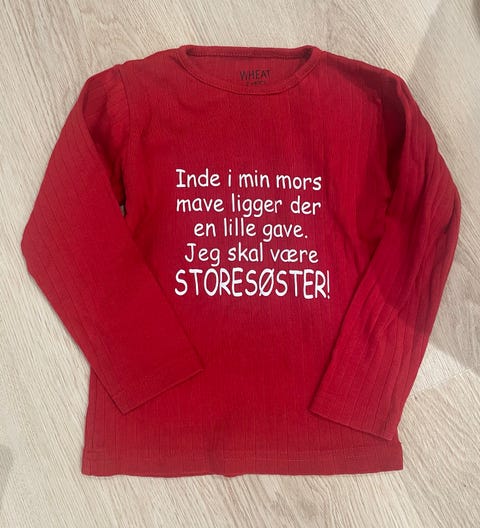 WHEAT
Inde i min mors
mave ligger der
en lille gave.
Jeg skal være
STORESØSTER!